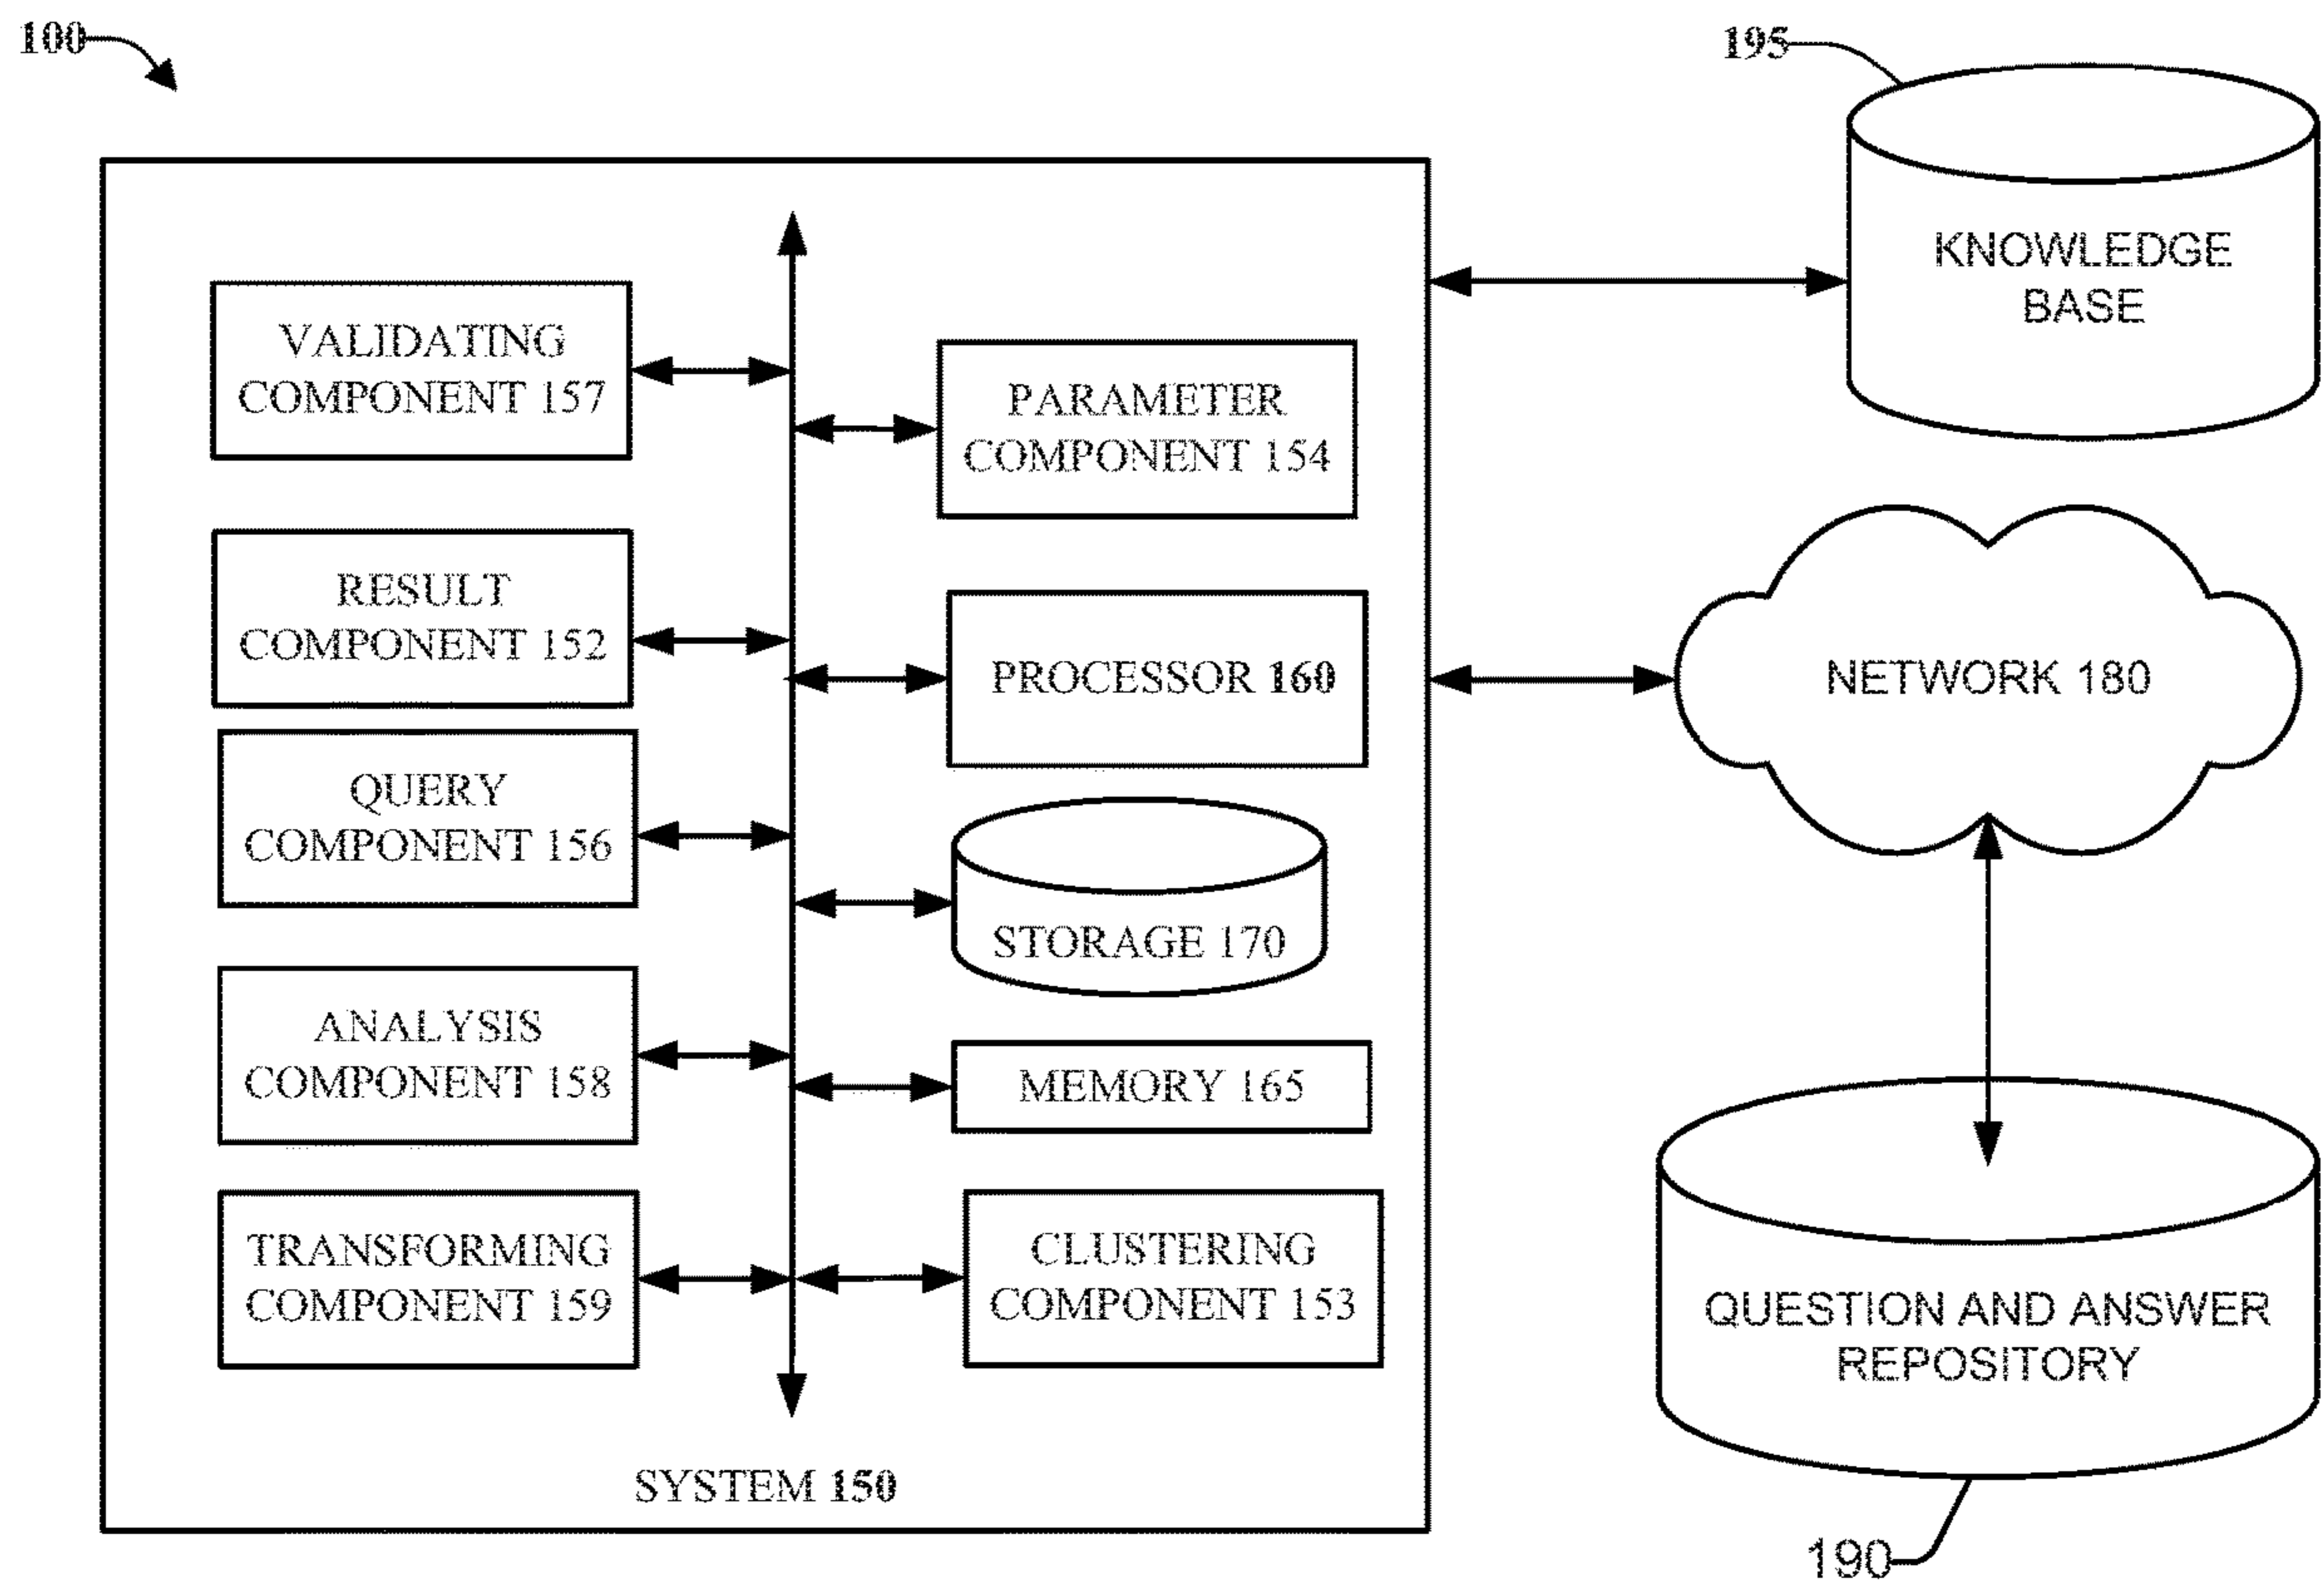 100
195
KNOWLEDGE
BASE
VALIDATING
COMPONENT 157
PARAMETER
COMPONENT 154
RESULT
COMPONENT 152
PROCESSOR 160
NETWORK 180
QUERY
COMPONENT 156
STORAGE 170
ANALYSIS
COMPONENT 158
MEMORY 165
TRANSFORMING
COMPONENT 159
CLUSTERING
COMPONENT 153
QUESTION AND ANSWER
REPOSITORY
SYSTEM 150
190